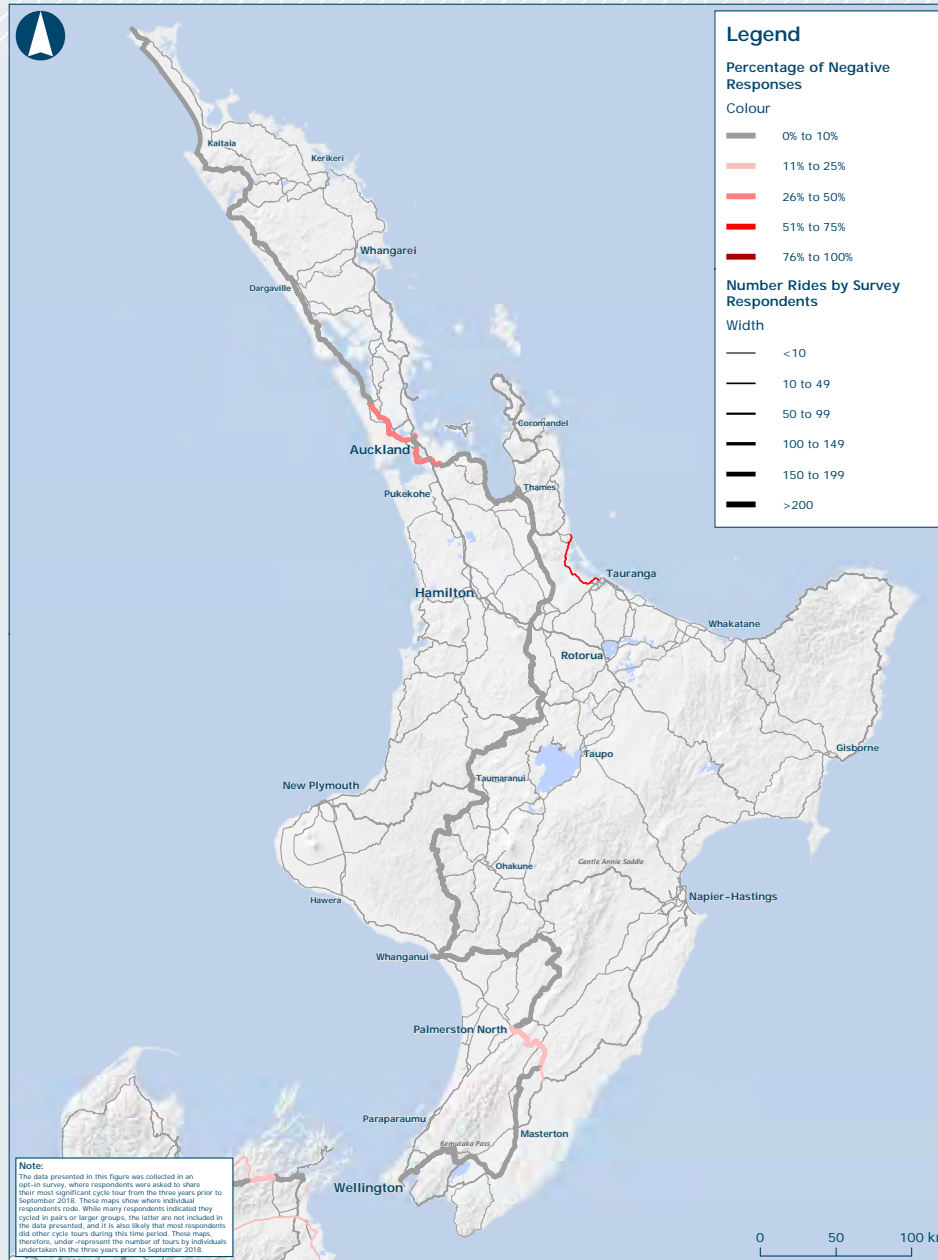 Legend
Percentage of Negative
Responses
Colour
0% to 10%
11% to 25%
26% to 50%
51% to 75%
76% to 100%
Number Rides by Survey
Respondents
Width
<10
10 to 49
50 to 99
100 to 149
150 to 199
>200
Kaitaia
Kerikeri
Whangarei
Dargaville
Coromandel
Auckland
Thames
Pukekohe
Tauranga
Hamilton
Whakatane
Rotorua
Gisborne
Taupo
Taumaranui
New Plymouth
Gentle Annie Saddle
Ohakune
Napier-Hastings
Hawera
Whanganui
Palmerston North
Paraparaumu
Masterton
Remutaka Pass
Wellington
Note:
The data presented in this figure was collected in an
opt-in survey, where respondents were asked to share
their most significant cycle tour from the three years prior to
September 2018. These maps show where individual
respondents rode. While many respondents indicated they
cycled in pairs or larger groups, the latter are not included in
the data presented, and it is also likely that most respondents
did other cycle tours during this time period. These maps,
therefore, under-represent the number of tours by individuals
undertaken in the three years prior to September 2018.
0 50 100 km